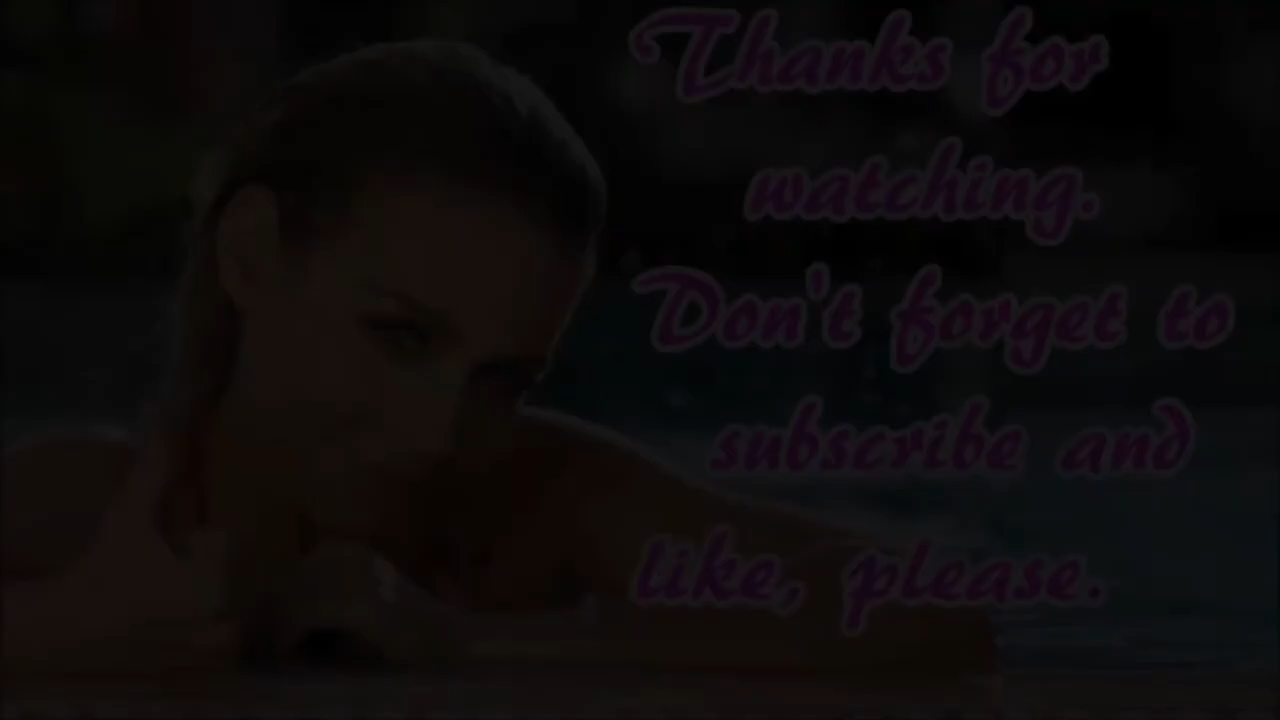 Thanks for
watching.
Don't forget to
subscribe and
like, please.